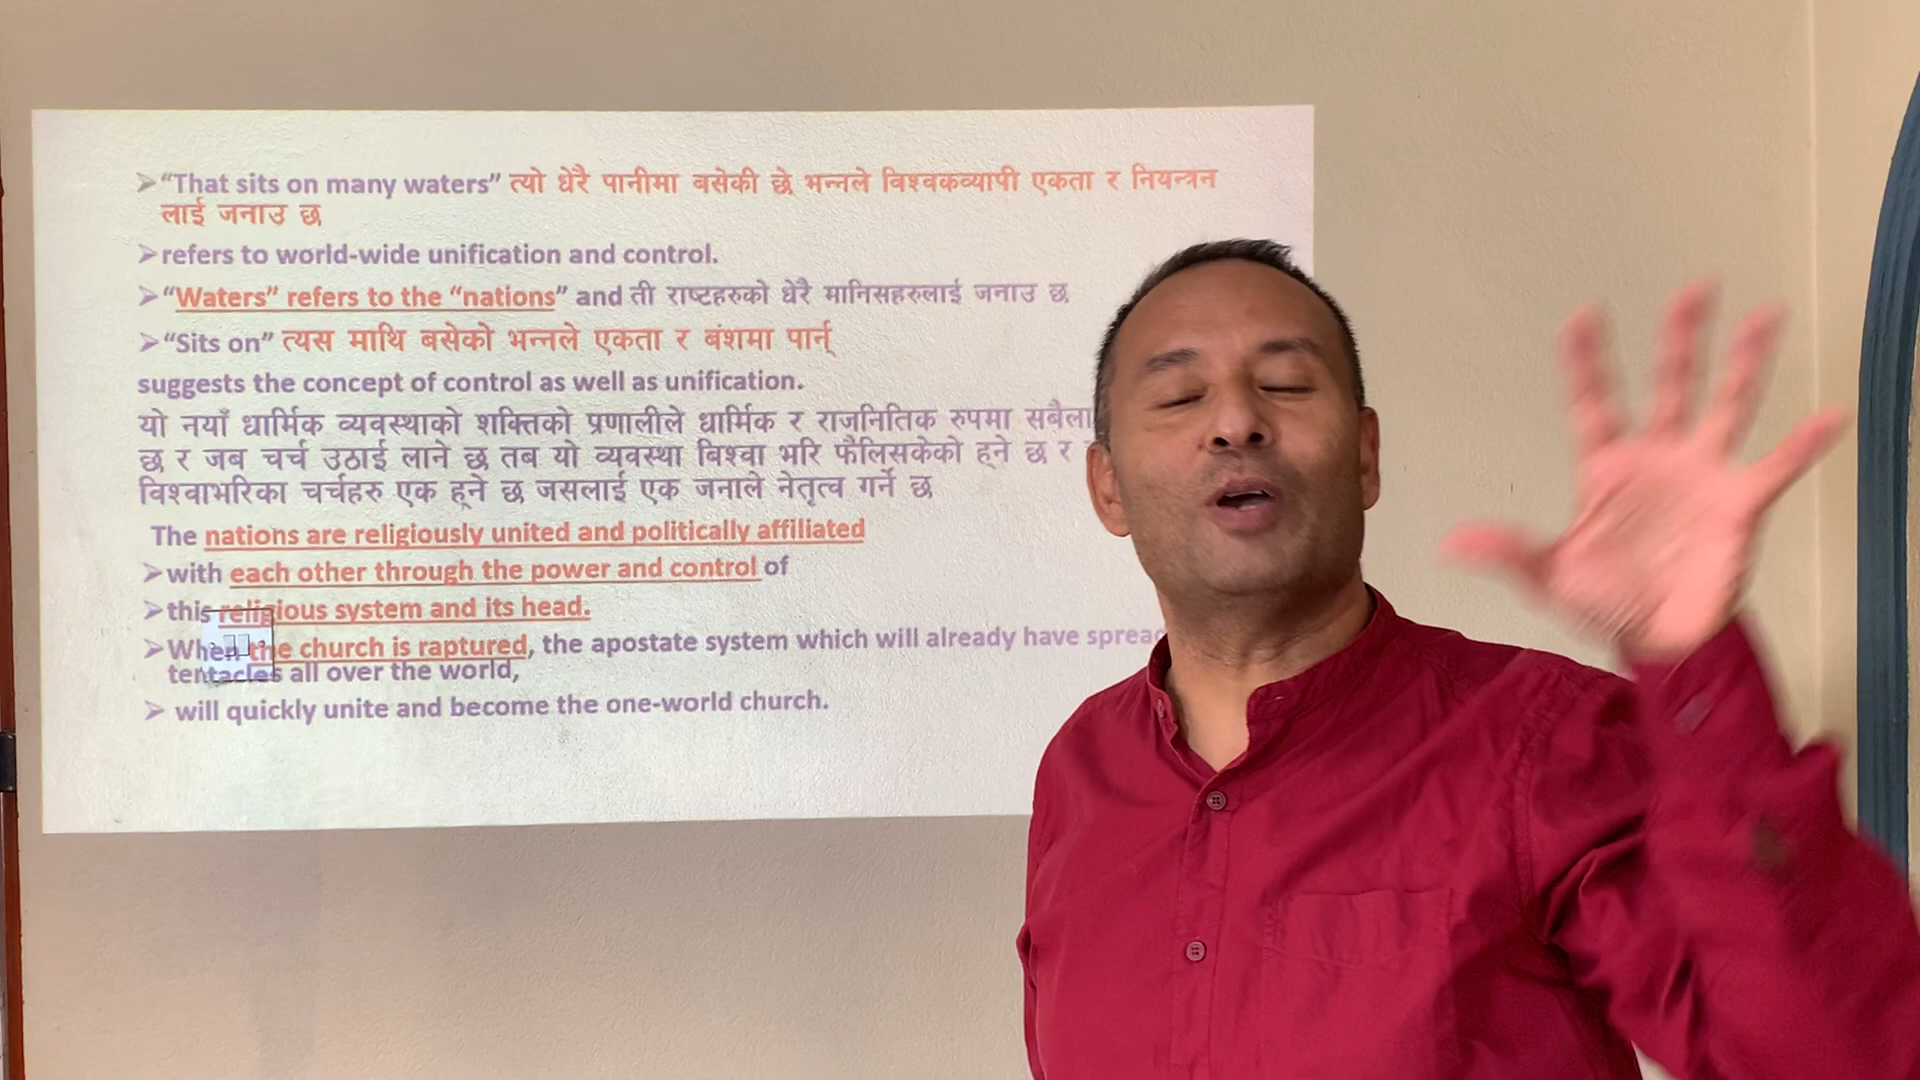 ➢“That sits on many waters” त्यो धेरै पानीमा बसेकी छे भन्नले विश्वकव्यापी एकता र नियन्त्रन
लाई जनाउ छ
➢refers to world-wide unification and control.
➢“Waters” refers to the “nations” and ती राष्टहरुको धेरै मानिसहरुलाई जनाउ छ
➢“Sits on” त्यस माथि बसेको भन्नले एकता र बंशमा पार्न्
suggests the concept of control as well as unification.
यो नयाँ धार्मिक व्यवस्थाको शक्तिको प्रणालीले धार्मिक र राजनितिक रुपमा
छ र जब चर्च उठाई लाने छ तब यो व्यवस्था बिश्वा भरि फैलिसकेको हुने छ र
विश्वाभरिका चर्चहरु एक हुने छ जसलाई एक जनाले नेतृत्व गर्ने छ
The nations are religiously united and politically affiliated
➢with each other through the power and control of
➢this religious system and its head.
➢When the church is raptured, the apostate system which will already have
tentacles all over the world,
➢ will quickly unite and become the one-world church.